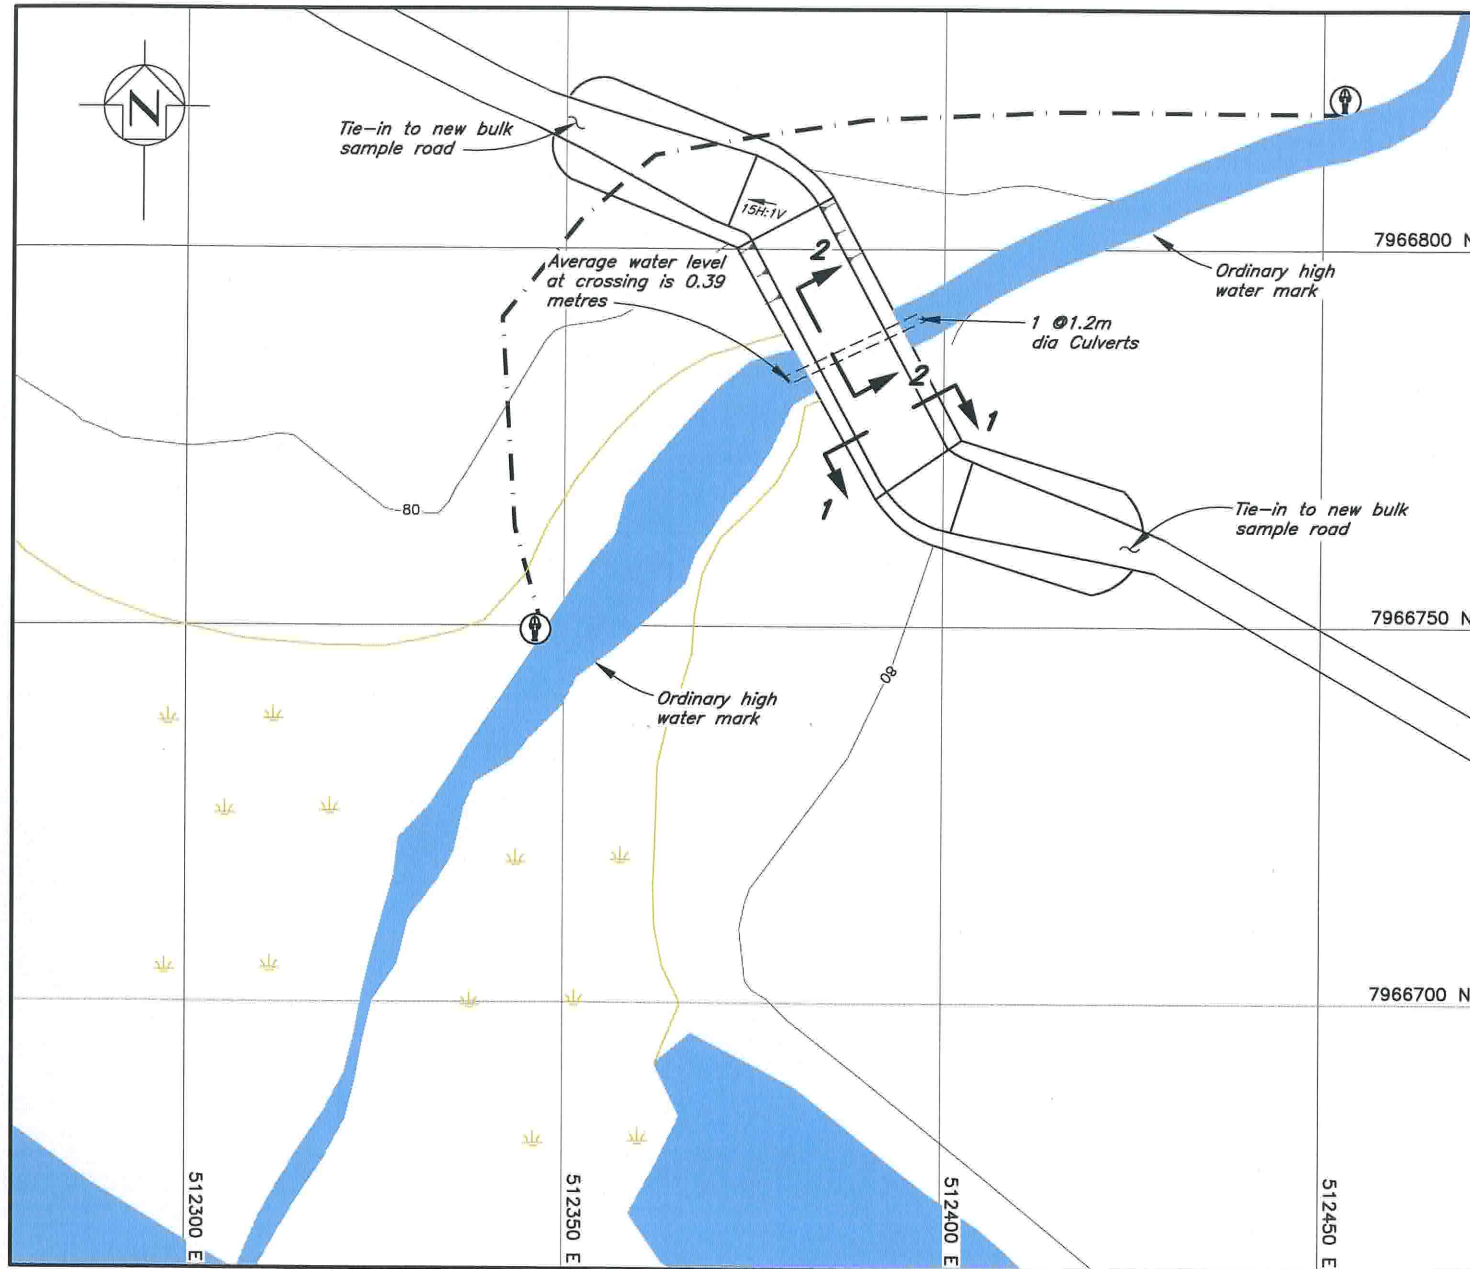 N
Tie-in to new bulk
sample road
15H:1V
7966800 N
2
Average water level
at crossing is 0.39
metres
Ordinary high
water mark
1 @1.2m
dia Culverts
2
1
1
80
Tie-in to new bulk
sample road
7966750 N
80
Ordinary high
water mark
7966700 N
512300 E
512350 E
512400 E
512450 E